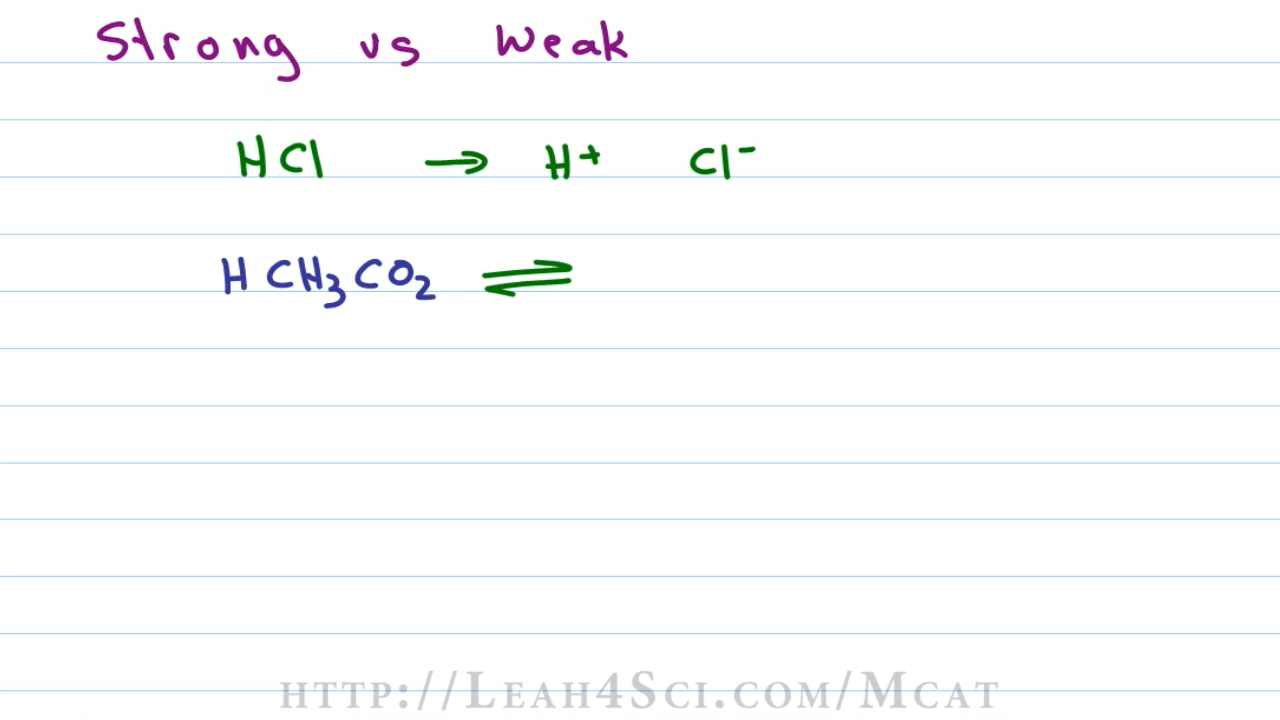 Strong vs Weak
HCl → H⁺ Cl⁻
HCH₃CO₂ ⇌
HTTP://LEAH4SCI.COM/MCAT